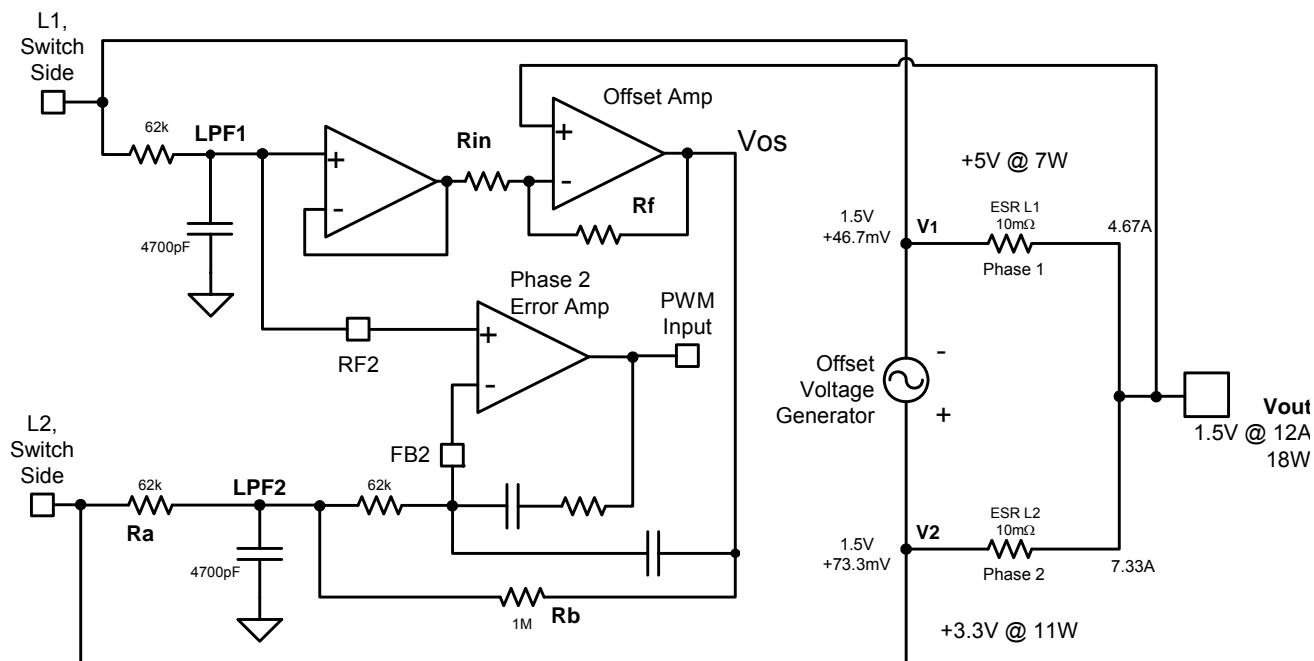 L1,
Switch
Side
62k
LPF1
4700pF
Rin
Offset Amp
Rf
Vos
+
-
+
-
Phase 2
Error Amp
+
-
RF2
PWM
Input
FB2
L2,
Switch
Side
62k
Ra
LPF2
4700pF
62k
1M
Rb
+5V @ 7W
1.5V
+46.7mV
V1
ESR L1
10mΩ
Phase 1
4.67A
Offset
Voltage
Generator
-
+
Vout
1.5V @ 12A
18W
1.5V
+73.3mV
V2
ESR L2
10mΩ
Phase 2
7.33A
+3.3V @ 11W